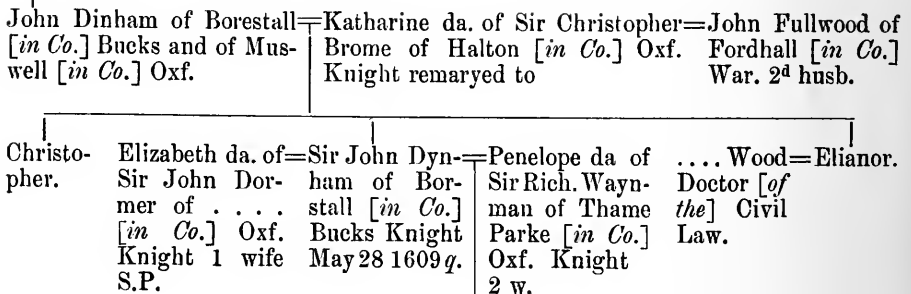 John Dinham of Borestall=Katharine da. of Sir Christopher=John Fullwood of
[in Co.] Bucks and of Mus- Brome of Halton [in Co.] Oxf. Fordhall [in Co.]
well [in Co.] Oxf. Knight remaryed to War. 2d husb.
Christo- Elizabeth da. of=Sir John Dyn-=Penelope da of .... Wood=Elianor.
pher. Sir John Dor- ham of Bor- Sir Rich. Wayn- Doctor [of
mer of . . . . stall [in Co.] man of Thame the] Civil
[in Co.] Oxf. Bucks Knight Parke [in Co.] Law.
Knight 1 wife May 28 1609 q. Oxf. Knight
S.P. 2 w.